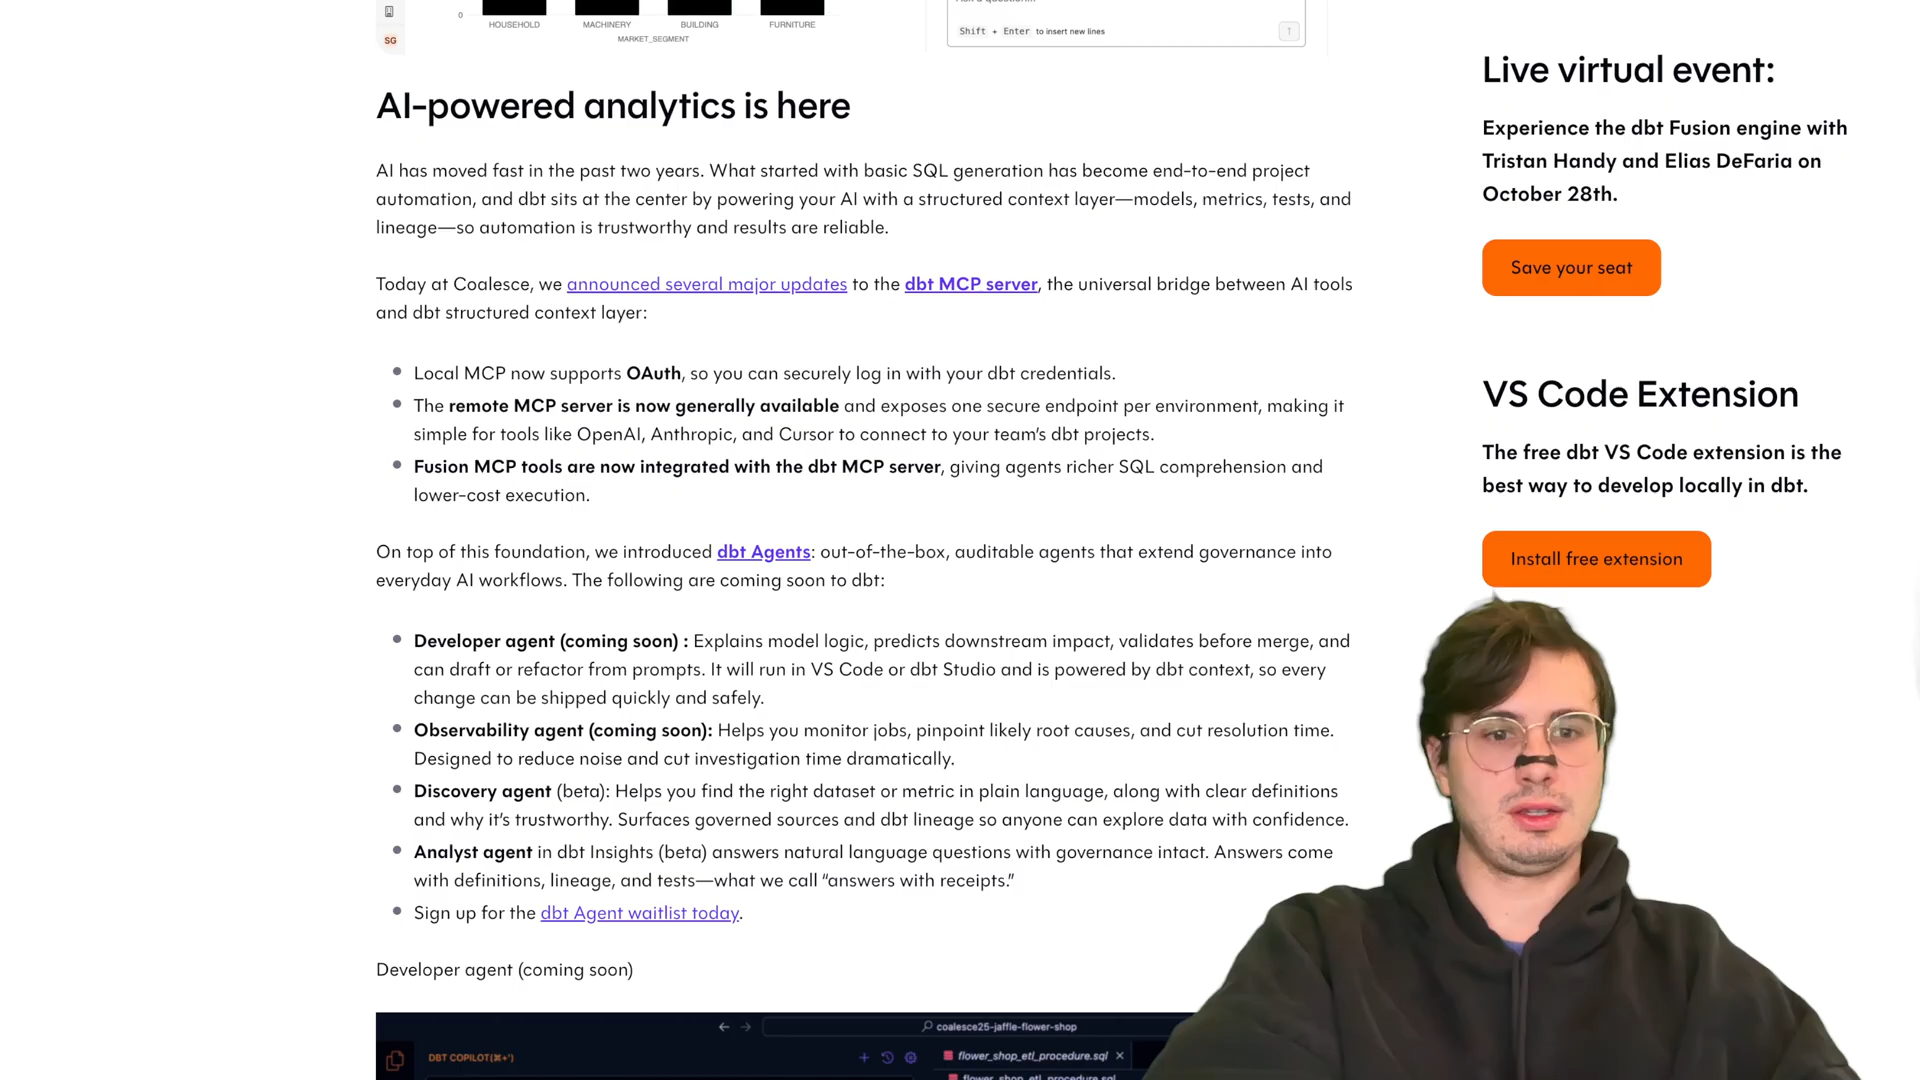 0
HOUSEHOLD MACHINERY BUILDING FURNITURE
MARKET_SEGMENT
SG
Shift + Enter to insert new lines
AI-powered analytics is here
AI has moved fast in the past two years. What started with basic SQL generation has become end-to-end project
automation, and dbt sits at the center by powering your AI with a structured context layer—models, metrics, tests, and
lineage—so automation is trustworthy and results are reliable.
Today at Coalesce, we announced several major updates to the dbt MCP server, the universal bridge between AI tools
and dbt structured context layer:
• Local MCP now supports OAuth, so you can securely log in with your dbt credentials.
• The remote MCP server is now generally available and exposes one secure endpoint per environment, making it
simple for tools like OpenAI, Anthropic, and Cursor to connect to your team's dbt projects.
• Fusion MCP tools are now integrated with the dbt MCP server, giving agents richer SQL comprehension and
lower-cost execution.
On top of this foundation, we introduced dbt Agents: out-of-the-box, auditable agents that extend governance into
everyday AI workflows. The following are coming soon to dbt:
• Developer agent (coming soon) : Explains model logic, predicts downstream impact, validates before merge, and
can draft or refactor from prompts. It will run in VS Code or dbt Studio and is powered by dbt context, so every
change can be shipped quickly and safely.
• Observability agent (coming soon): Helps you monitor jobs, pinpoint likely root causes, and cut resolution time.
Designed to reduce noise and cut investigation time dramatically.
• Discovery agent (beta): Helps you find the right dataset or metric in plain language, along with clear definitions
and why it's trustworthy. Surfaces governed sources and dbt lineage so anyone can explore data with confidence.
• Analyst agent in dbt Insights (beta) answers natural language questions with governance intact. Answers come
with definitions, lineage, and tests—what we call “answers with receipts.”
• Sign up for the dbt Agent waitlist today.
Developer agent (coming soon)
coalesce25-jaffle-flower-shop
DBT COPILOT(⌘+')
flower_shop_etl_procedure.sql
flower_shop_etl_procedure.sql
Live virtual event:
Experience the dbt Fusion engine with
Tristan Handy and Elias DeFaria on
October 28th.
Save your seat
VS Code Extension
The free dbt VS Code extension is the
best way to develop locally in dbt.
Install free extension